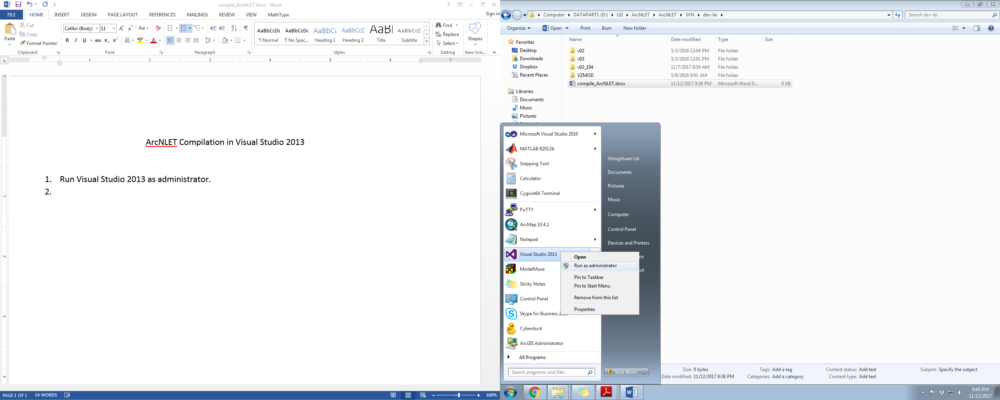 compile_ArcNLET.docx - Word
FILE HOME INSERT DESIGN PAGE LAYOUT REFERENCES MAILINGS REVIEW VIEW MathType Sign in
Paste
Cut
Copy
Format Painter
Clipboard
Calibri (Body) 11
Font
Paragraph
AaBbCcDc AaBbCcDc AaBbCc AaBbCcD AaBl AaBbCcD
¶ Normal ¶ No Spac... Heading 1 Heading 2 Title Subtitle
Styles
Find
Replace
Select
Editing
Shapes
New Gro...
1 2 3 4 5 6 7
ArcNLET Compilation in Visual Studio 2013
1. Run Visual Studio 2013 as administrator.
2.
1
1
2
3
4
PAGE 1 OF 1 14 WORDS 160%
Computer DATAPART1 (D:) LEI ArcNLET ArcNLET SVN dev-lei Search dev-lei
Organize Open Print Burn New folder
Favorites
Desktop
Downloads
Dropbox
Recent Places
Libraries
Documents
Music
Pictures
Name Date modified Type Size
v02 5/3/2016 12:04 PM File folder
v03 5/3/2016 12:01 PM File folder
v03_104 11/7/2017 9:54 AM File folder
VZMOD 5/9/2016 9:01 AM File folder
compile_ArcNLET.docx 11/12/2017 9:38 PM Microsoft Word D... 0 KB
Microsoft Visual Studio 2010
MATLAB R2012b
Snipping Tool
Calculator
Cygwin64 Terminal
PuTTY
ArcMap 10.4.1
Notepad
Visual Studio 2013
ModelMuse
Sticky Notes
Control Panel
Skype for Business
Cyberduck
ArcGIS Administrator
All Programs
Search programs and files
Hongzhuan Lei
Documents
Pictures
Music
Computer
Control Panel
Devices and Printers
ns
ort
Shut down
Open
Run as administrator
Pin to Taskbar
Pin to Start Menu
Remove from this list
Properties
Size: 0 bytes Tags: Add a tag Content status: Add text Subject: Specify the subject
Date modified: 11/12/2017 9:38 PM Categories: Add a category Content type: Add text
9:40 PM
11/12/2017